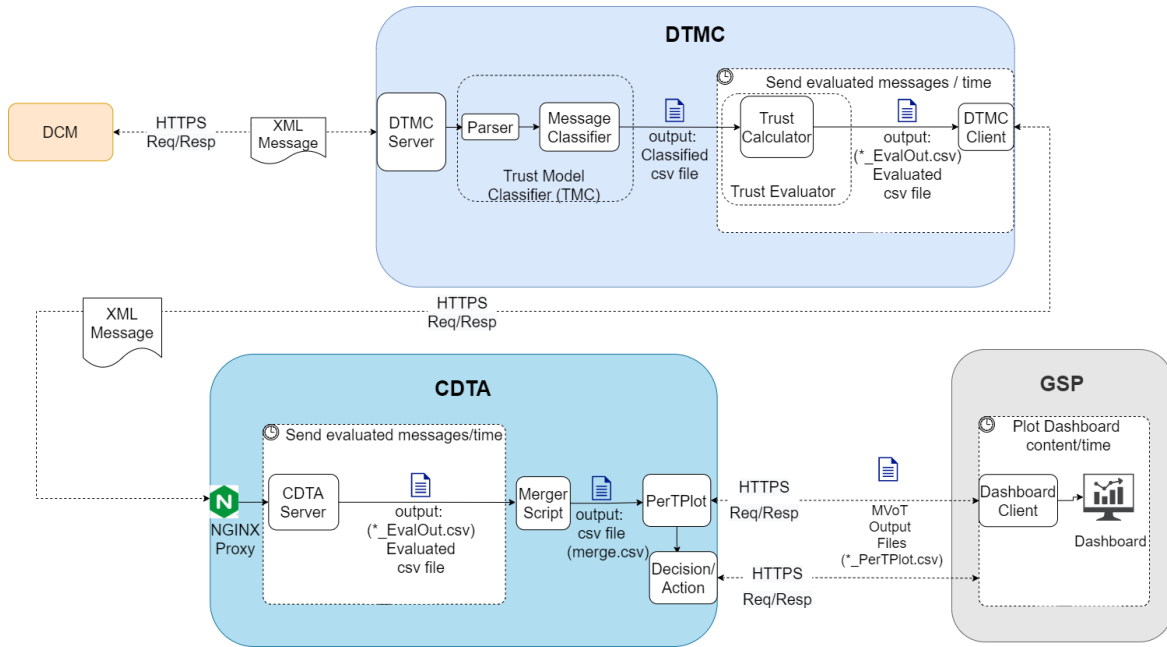 DTMC
DCM
HTTPS
Req/Resp
XML
Message
DTMC
Server
Parser
Message
Classifier
Trust Model
Classifier (TMC)
output:
Classified
csv file
Send evaluated messages / time
Trust
Calculator
Trust Evaluator
output:
(*_EvalOut.csv)
Evaluated
csv file
DTMC
Client
XML
Message
HTTPS
Req/Resp
CDTA
Send evaluated messages/time
N
NGINX
Proxy
CDTA
Server
output:
(*_EvalOut.csv)
Evaluated
csv file
Merger
Script
output:
csv file
(merge.csv)
PerTPlot
Decision/
Action
HTTPS
Req/Resp
MVoT
Output
Files
(*_PerTPlot.csv)
HTTPS
Req/Resp
GSP
Plot Dashboard
content/time
Dashboard
Client
Dashboard